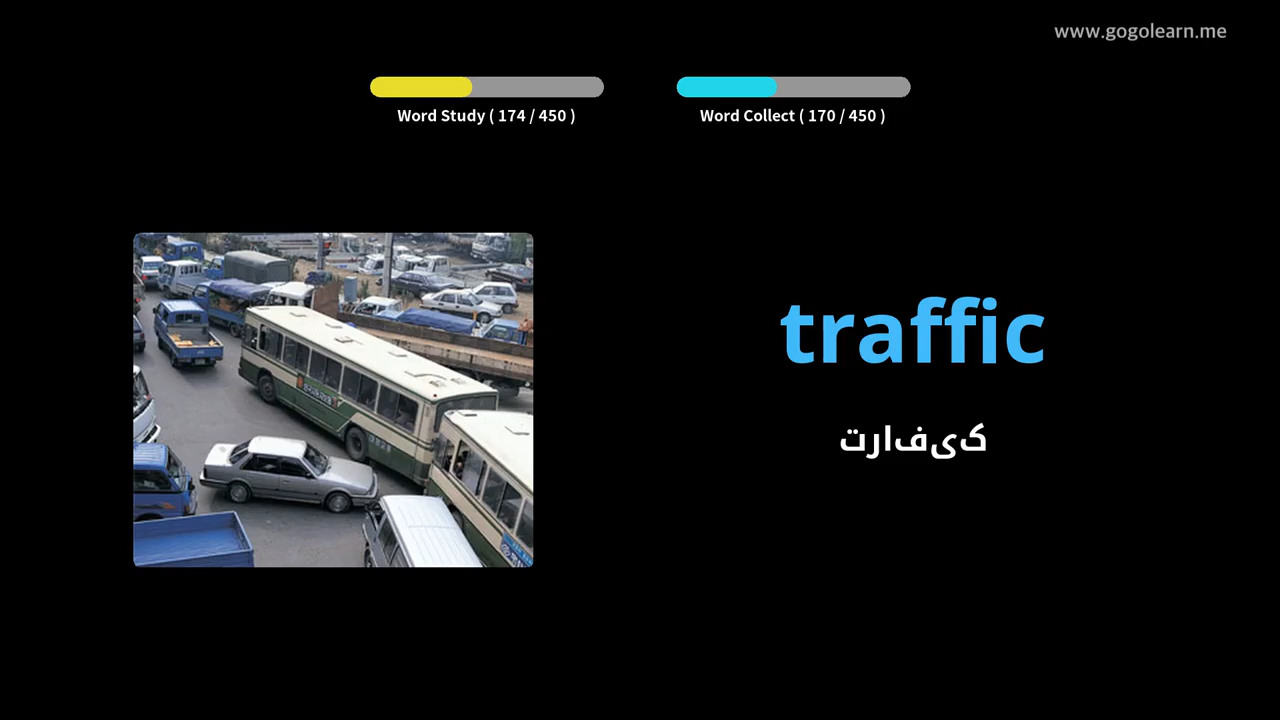 www.gogolearn.me
Word Study ( 174 / 450 )
Word Collect ( 170 / 450 )
traffic
کیفارت